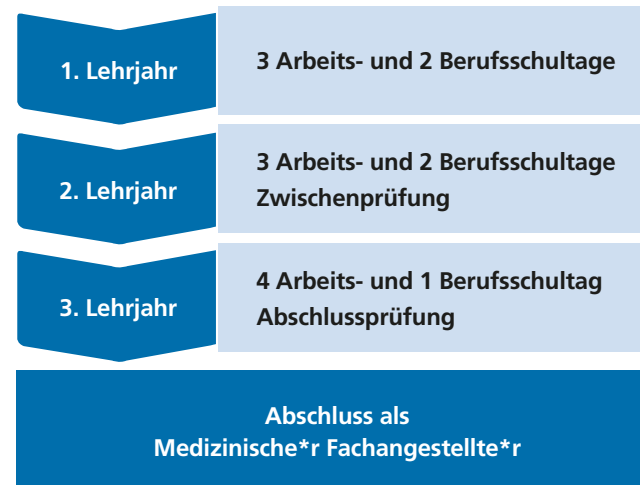 1. Lehrjahr
3 Arbeits- und 2 Berufsschultage
2. Lehrjahr
3 Arbeits- und 2 Berufsschultage
Zwischenprüfung
3. Lehrjahr
4 Arbeits- und 1 Berufsschultag
Abschlussprüfung
Abschluss als
Medizinische*r Fachangestellte*r